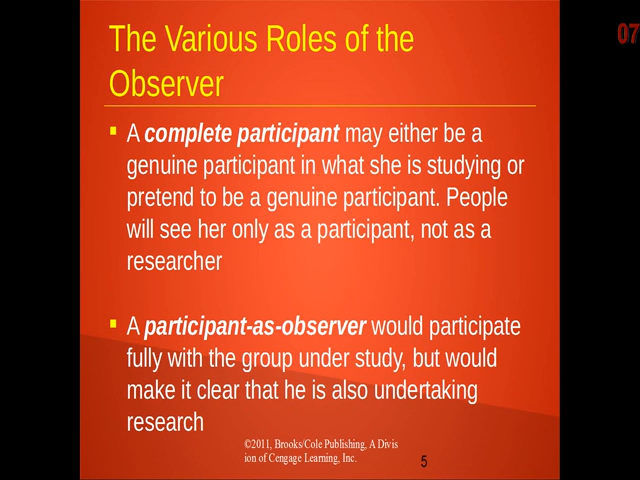 The Various Roles of the
Observer
07
A complete participant may either be a
genuine participant in what she is studying or
pretend to be a genuine participant. People
will see her only as a participant, not as a
researcher
A participant-as-observer would participate
fully with the group under study, but would
make it clear that he is also undertaking
research
©2011, Brooks/Cole Publishing, A Divis
ion of Cengage Learning, Inc.
5